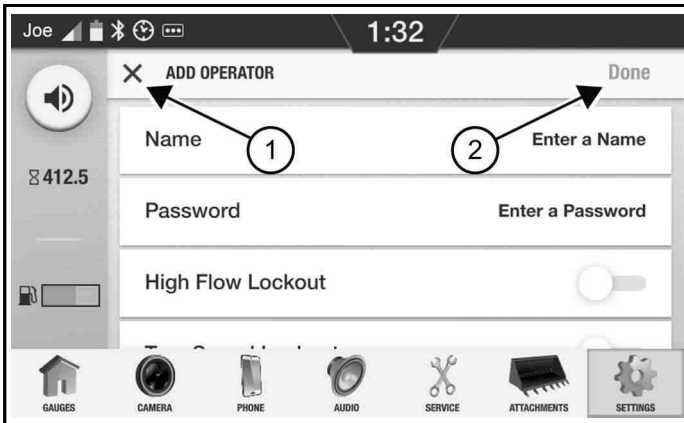 Joe 1:32
ADD OPERATOR Done
1 2
Name Enter a Name
412.5
Password Enter a Password
High Flow Lockout
GAUGES CAMERA PHONE AUDIO SERVICE ATTACHMENTS SETTINGS